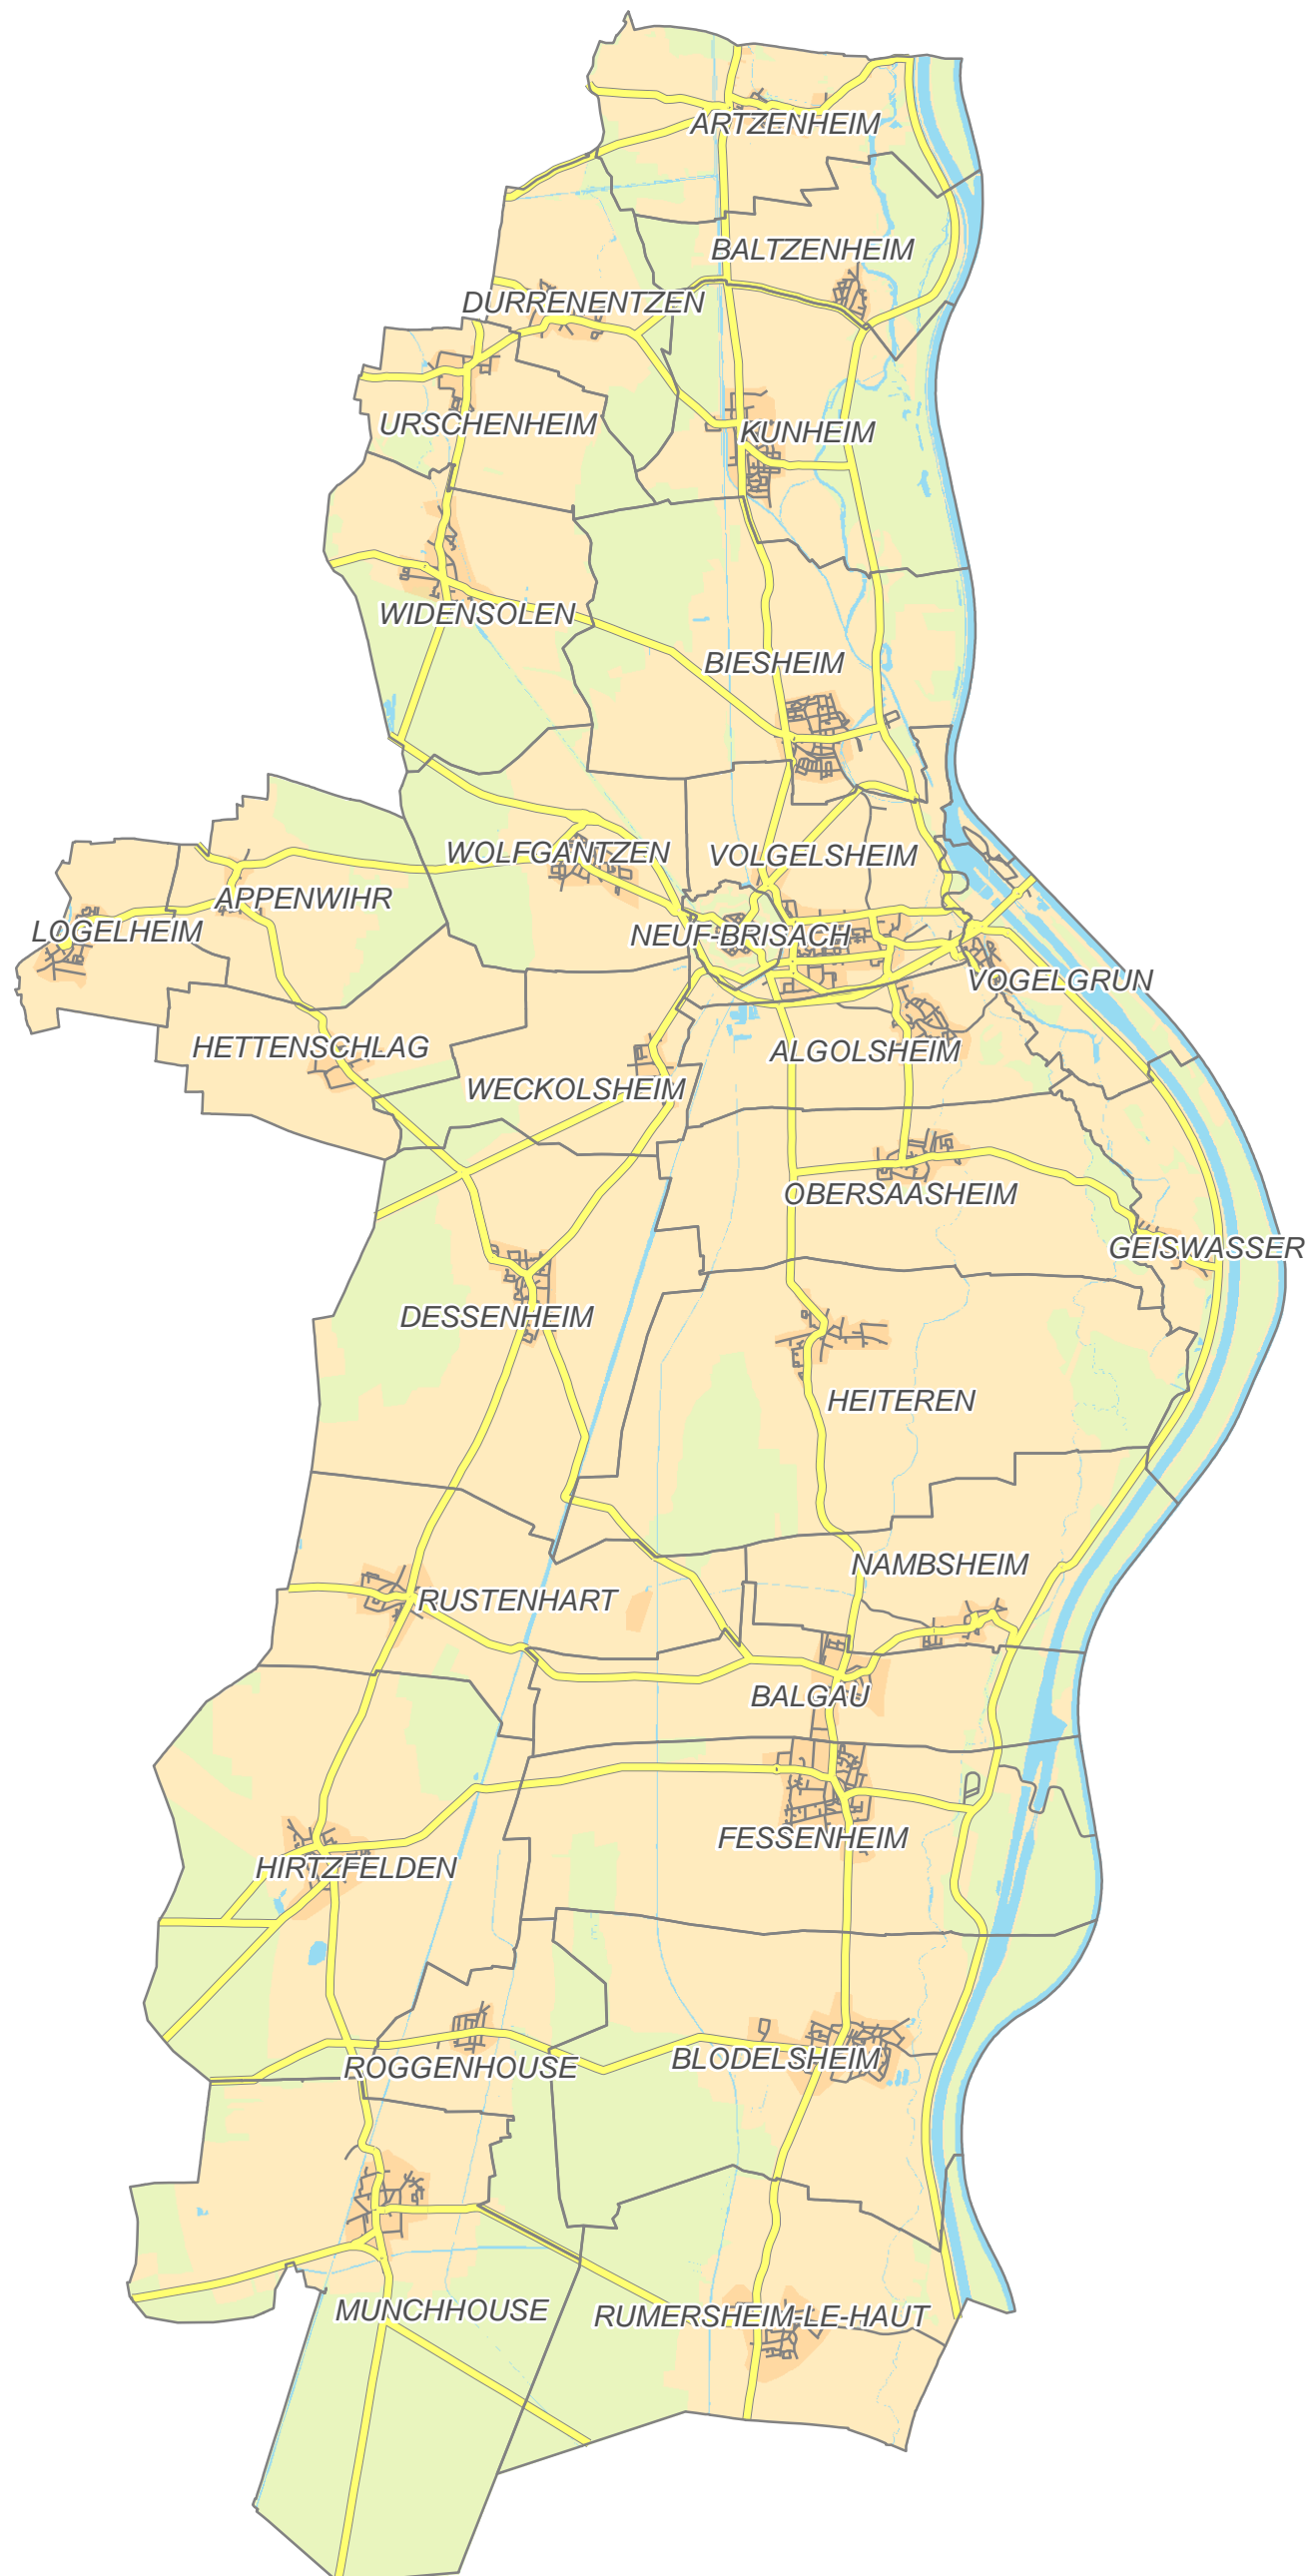 ARTZENHEIM
BALTZENHEIM
DURRENENTZEN
URSCHENHEIM
KUNHEIM
WIDENSOLEN
BIESHEIM
WOLFGANTZEN
VOLGELSHEIM
APPENWIHR
LOGELHEIM
NEUF-BRISACH
VOGELGRUN
HETTENSCHLAG
ALGOLSHEIM
WECKOLSHEIM
OBERSAASHEIM
GEISWASSER
DESSENHEIM
HEITEREN
NAMBSHEIM
RUSTENHART
BALGAU
FESSENHEIM
HIRTZFELDEN
BLODELSHEIM
ROGGENHOUSE
MUNCHHOUSE
RUMERSHEIM-LE-HAUT